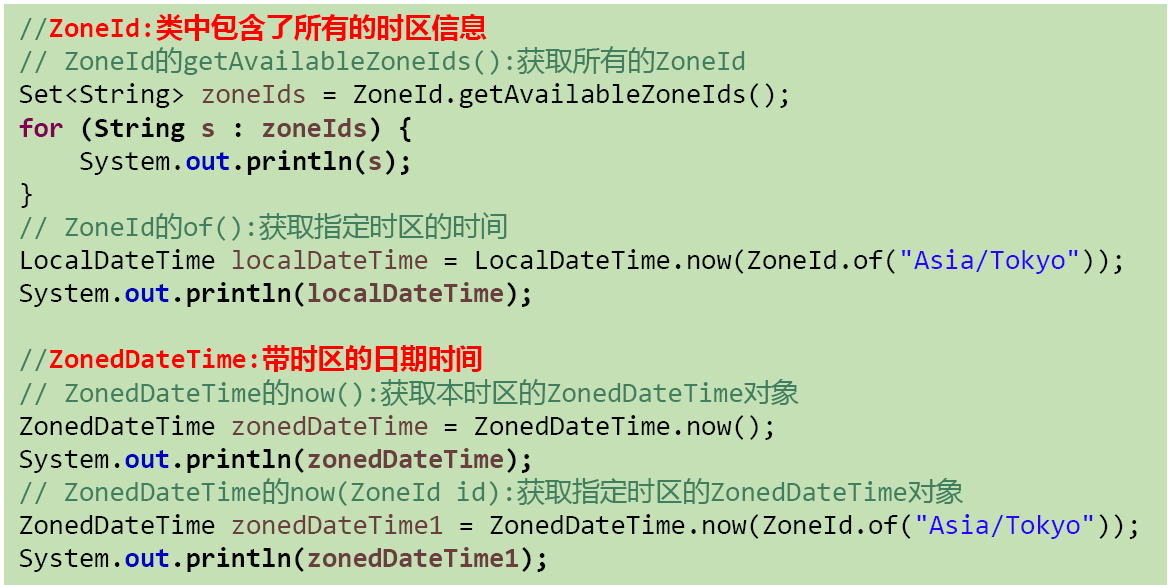 //ZoneId:类中包含了所有的时区信息
// ZoneId的getAvailableZoneIds():获取所有的ZoneId
Set<String> zoneIds = ZoneId.getAvailableZoneIds();
for (String s : zoneIds) {
    System.out.println(s);
}
// ZoneId的of():获取指定时区的时间
LocalDateTime localDateTime = LocalDateTime.now(ZoneId.of("Asia/Tokyo"));
System.out.println(localDateTime);
//ZonedDateTime:带时区的日期时间
// ZonedDateTime的now():获取本时区的ZonedDateTime对象
ZonedDateTime zonedDateTime = ZonedDateTime.now();
System.out.println(zonedDateTime);
// ZonedDateTime的now(ZoneId id):获取指定时区的ZonedDateTime对象
ZonedDateTime zonedDateTime1 = ZonedDateTime.now(ZoneId.of("Asia/Tokyo"));
System.out.println(zonedDateTime1);